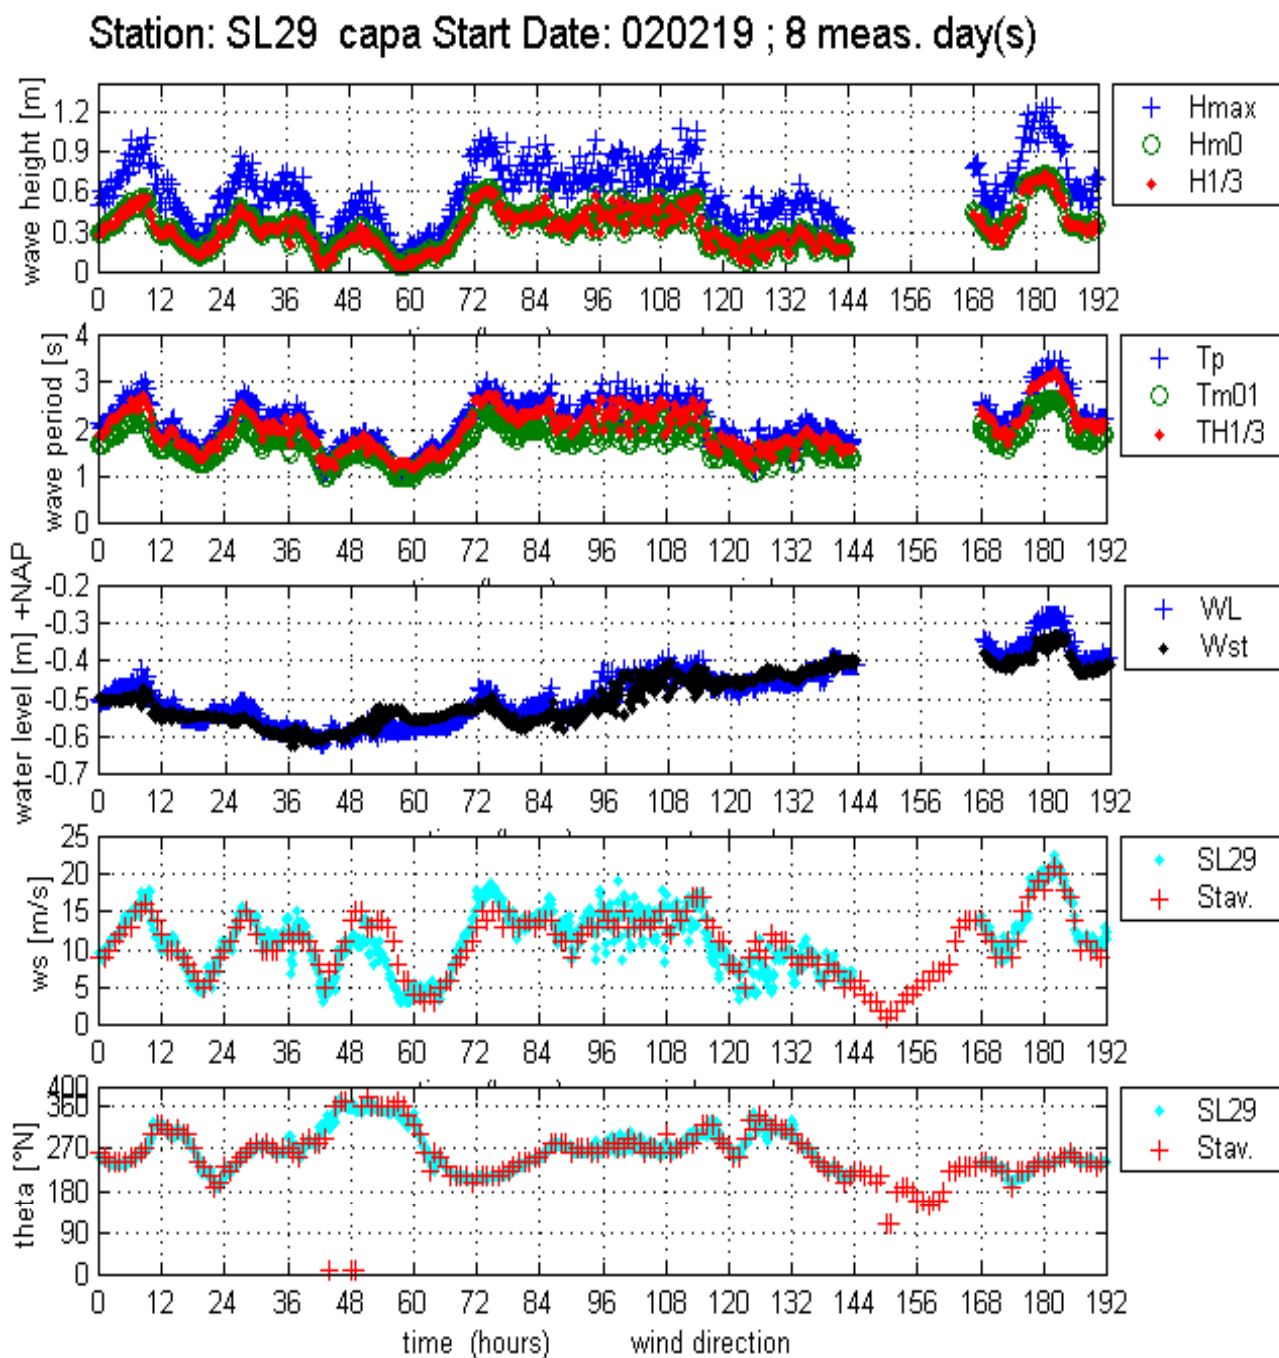 Station: SL29 capa Start Date: 020219 ; 8 meas. day(s)
wave height [m]
1.2
0.9
0.6
0.3
0
0 12 24 36 48 60 72 84 96 108 120 132 144 156 168 180 192
Hmax
Hm0
H1/3
wave period [s]
4
3
2
1
0
0 12 24 36 48 60 72 84 96 108 120 132 144 156 168 180 192
Tp
Tm01
TH1/3
water level [m] +NAP
-0.2
-0.3
-0.4
-0.5
-0.6
-0.7
0 12 24 36 48 60 72 84 96 108 120 132 144 156 168 180 192
WL
Wst
ws [m/s]
25
20
15
10
5
0
0 12 24 36 48 60 72 84 96 108 120 132 144 156 168 180 192
SL29
Stav.
theta [°N]
400
360
270
180
90
0
0 12 24 36 48 60 72 84 96 108 120 132 144 156 168 180 192
SL29
Stav.
time (hours) wind direction